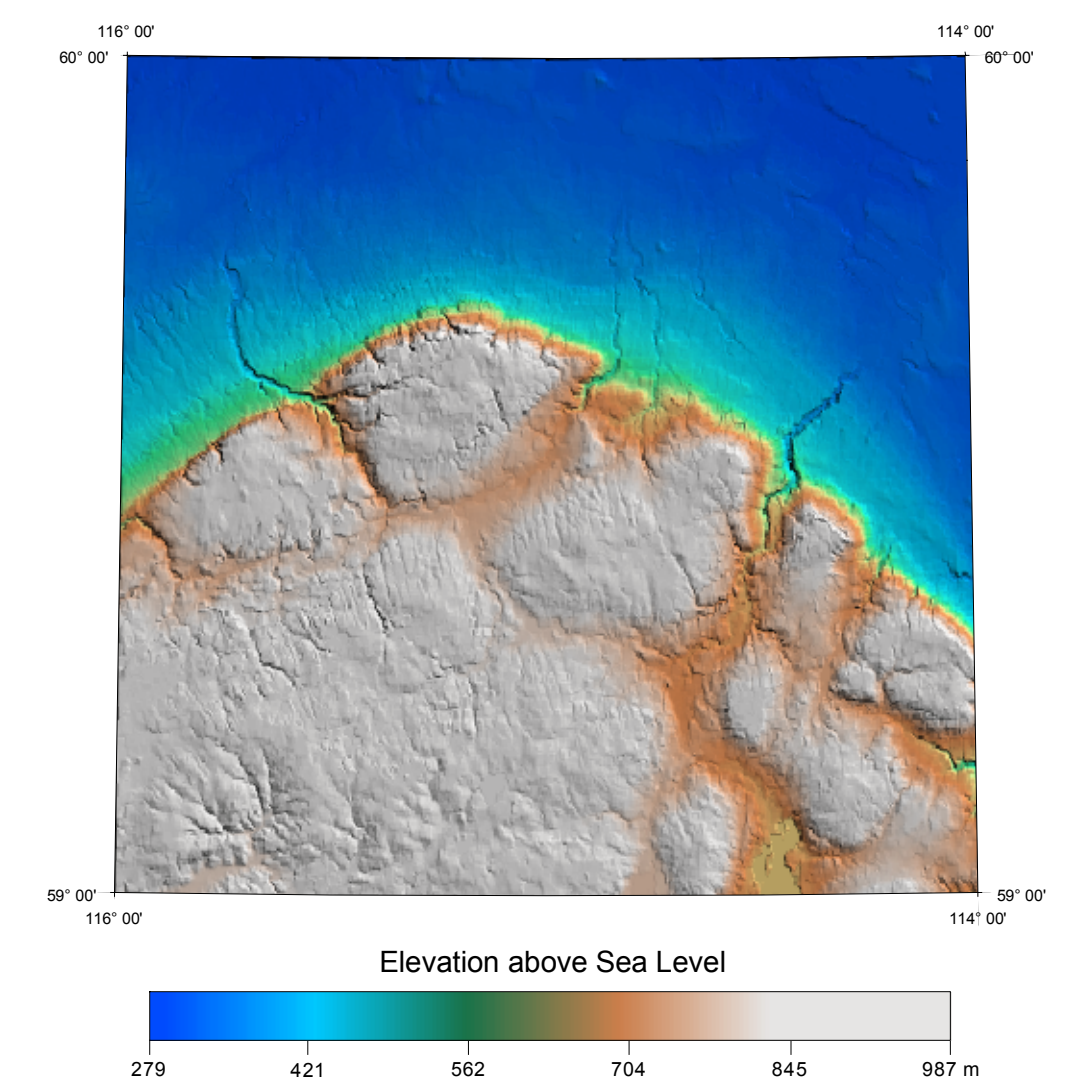 116° 00' 114° 00'
60° 00' 60° 00'
59° 00' 59° 00'
116° 00' 114° 00'
Elevation above Sea Level
279 421 562 704 845 987 m